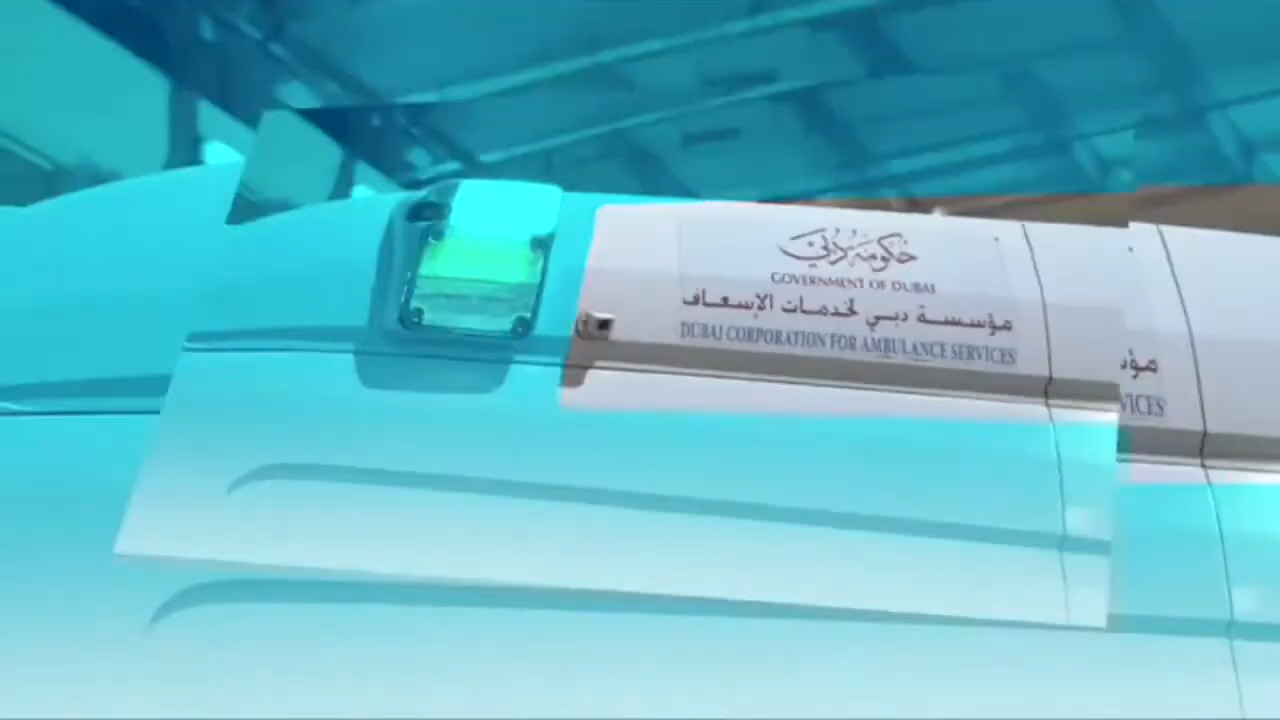 حكومة دبي
GOVERNMENT OF DUBAI
مؤسسة دبي لخدمات الإسعاف
DUBAI CORPORATION FOR AMBULANCE SERVICES